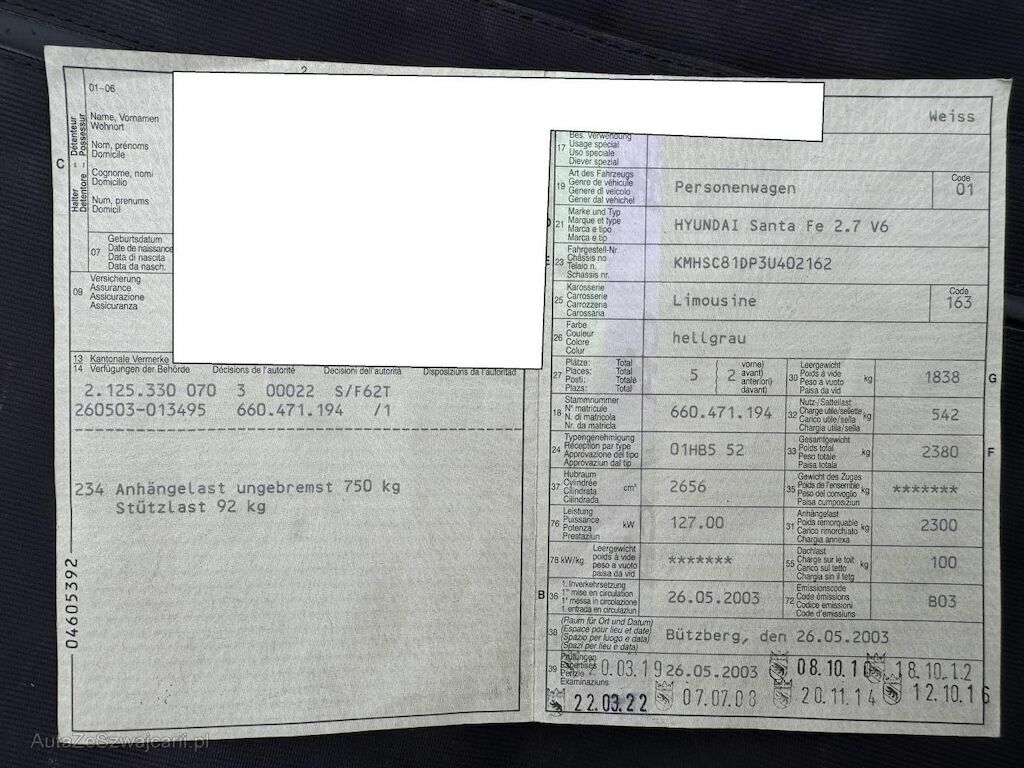 2
01-06
Weiss
C
Halter – Détenteur
Detentore – Possessur
Name, Vornamen
Wohnort
Nom, prénoms
Domicile
Cognome, nomi
Domicilio
Num, prenums
Domicil
07 Geburtsdatum
Date de naissance
Data di nascita
Data da nasch.
09 Versicherung
Assurance
Assicurazione
Assicuranza
13 Kantonale Vermerke
14 Verfügungen der Behörde Décisions de l'autorité Decisioni dell'autorità Disposiziuns da l'autoritad
2.125.330 070 3 00022 S/F62T
260503-013495 660.471.194 /1
234 Anhängelast ungebremst 750 kg
Stützlast 92 kg
04605392
17 Bes. Verwendung
Usage spécial
Uso speciale
Diever spezial
19 Art des Fahrzeugs
Genre de véhicule
Genere di veicolo
Gener dal vehichel
Personenwagen
Code
01
21 Marke und Typ
Marque et type
Marca e tipo
Marca e tip
HYUNDAI Santa Fe 2.7 V6
E 23 Fahrgestell-Nr.
Châssis no
Telaio n.
Schassis nr.
KMHSC81DP3U402162
25 Karosserie
Carrosserie
Carrozzeria
Carossaria
Limousine
Code
163
26 Farbe
Couleur
Colore
Colur
hellgrau
27 Plätze: Total
Places: Total
Posti: Totale
Plazs: Total
5 ( 2 vorne)
avant)
anteriori)
davant)
30 Leergewicht
Poids à vide
Peso a vuoto
Paisa a vid
kg 1838 G
18 Stammnummer
N° matricule
N. di matricola
Nr. da matricla
660.471.194
32 Nutz-/Sattellast
Charge utile/sellette
Carico utile/sella
Chargia utila/sella
kg 542
24 Typengenehmigung
Réception par type
Approvazione del tipo
Approvaziun dal tip
01HB5 52
33 Gesamtgewicht
Poids total
Peso totale
Paisa totala
kg 2380 F
37 Hubraum
Cylindrée
Cilindrata
Cilindrada
cm³ 2656
35 Gewicht des Zuges
Poids de l'ensemble
Peso del convoglio
Paisa cumposiziun
kg *******
76 Leistung
Puissance
Potenza
Prestaziun
kW 127.00
31 Anhängelast
Poids remorquable
Carico rimorchiato
Chargia annexa
kg 2300
78 kW/kg Leergewicht
poids à vide
peso a vuoto
paisa da vid
*******
55 Dachlast
Charge sur le toit
Carico sul tetto
Chargia sin il tetg
kg 100
B 36 1. Inverkehrsetzung
1re mise en circulation
1a messa in circolazione
1. entrada en circulaziun
26.05.2003
72 Emissionscode
Code émissions
Codice emissioni
Code d'emissiuns
B03
38 (Raum für Ort und Datum)
(Espace pour lieu et date)
(Spazio per luogo e data)
(Spazi per lieu e data)
Bützberg, den 26.05.2003
39 Prüfungen
Expertises
Perizie
Examinaziuns
20.03.19 26.05.2003 08.10.10 18.10.12
22.03.22 07.07.08 20.11.14 12.10.16
AutaZeSzwajcarii.pl